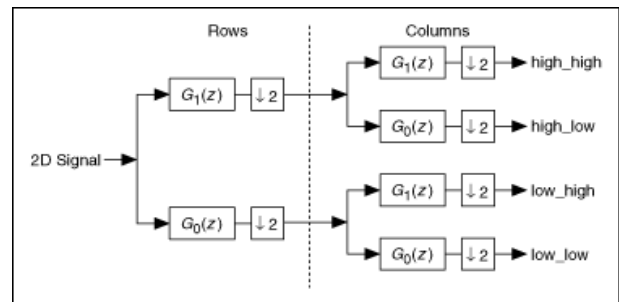 Rows Columns
G₁(z) ↓2 high_high
G₁(z) ↓2
G₀(z) ↓2 high_low
2D Signal
G₁(z) ↓2 low_high
G₀(z) ↓2
G₀(z) ↓2 low_low